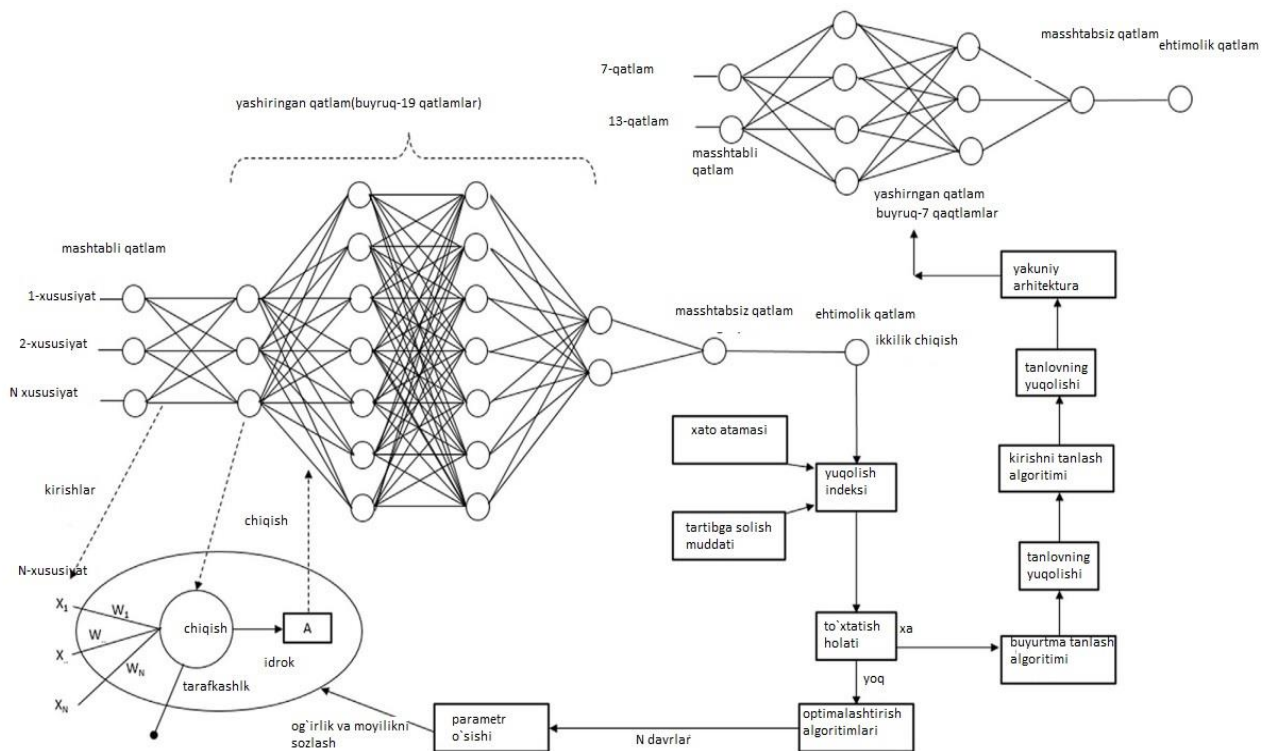 masshtabsiz qatlam
ehtimolik qatlam
7-qatlam
13-qatlam
masshtabli
qatlam
yashirngan qatlam
buyruq-7 qaqtlamlar
yashiringan qatlam(buyruq-19 qatlamlar)
mashtabli qatlam
1-xususiyat
2-xususiyat
N xususiyat
masshtabsiz qatlam
ehtimolik qatlam
ikkilik chiqish
yakuniy
arhitektura
tanlovning
yuqolishi
kirishni tanlash
algoritimi
tanlovning
yuqolishi
xato atamasi
yuqolish
indeksi
tartibga solish
muddati
to`xtatish
holati
xa
yoq
buyurtma tanlash
algoritimi
optimalashtirish
algoritimlari
N davrlar
parametr
o`sishi
og`irlik va moyilikni
sozlash
kirishlar
chiqish
N-xususiyat
X1
W1
X..
W..
XN
WN
chiqish
A
idrok
tarafkashlk